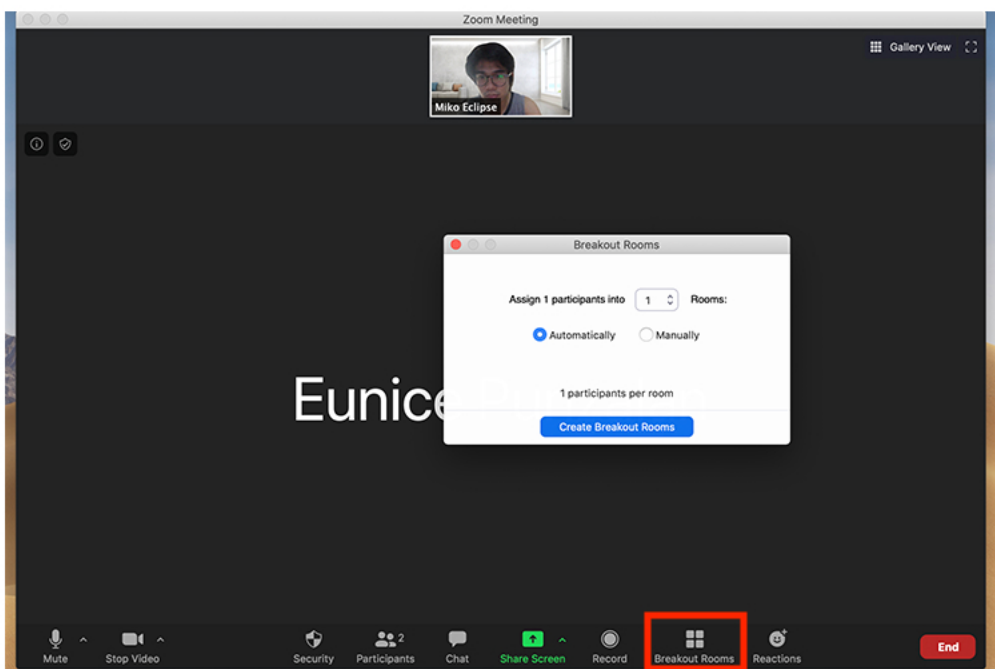 Zoom Meeting
Gallery View
Miko Eclipse
Breakout Rooms
Assign 1 participants into 1 Rooms:
Automatically Manually
1 participants per room
Create Breakout Rooms
Eunice
2
Mute Stop Video Security Participants Chat Share Screen Record Breakout Rooms Reactions End